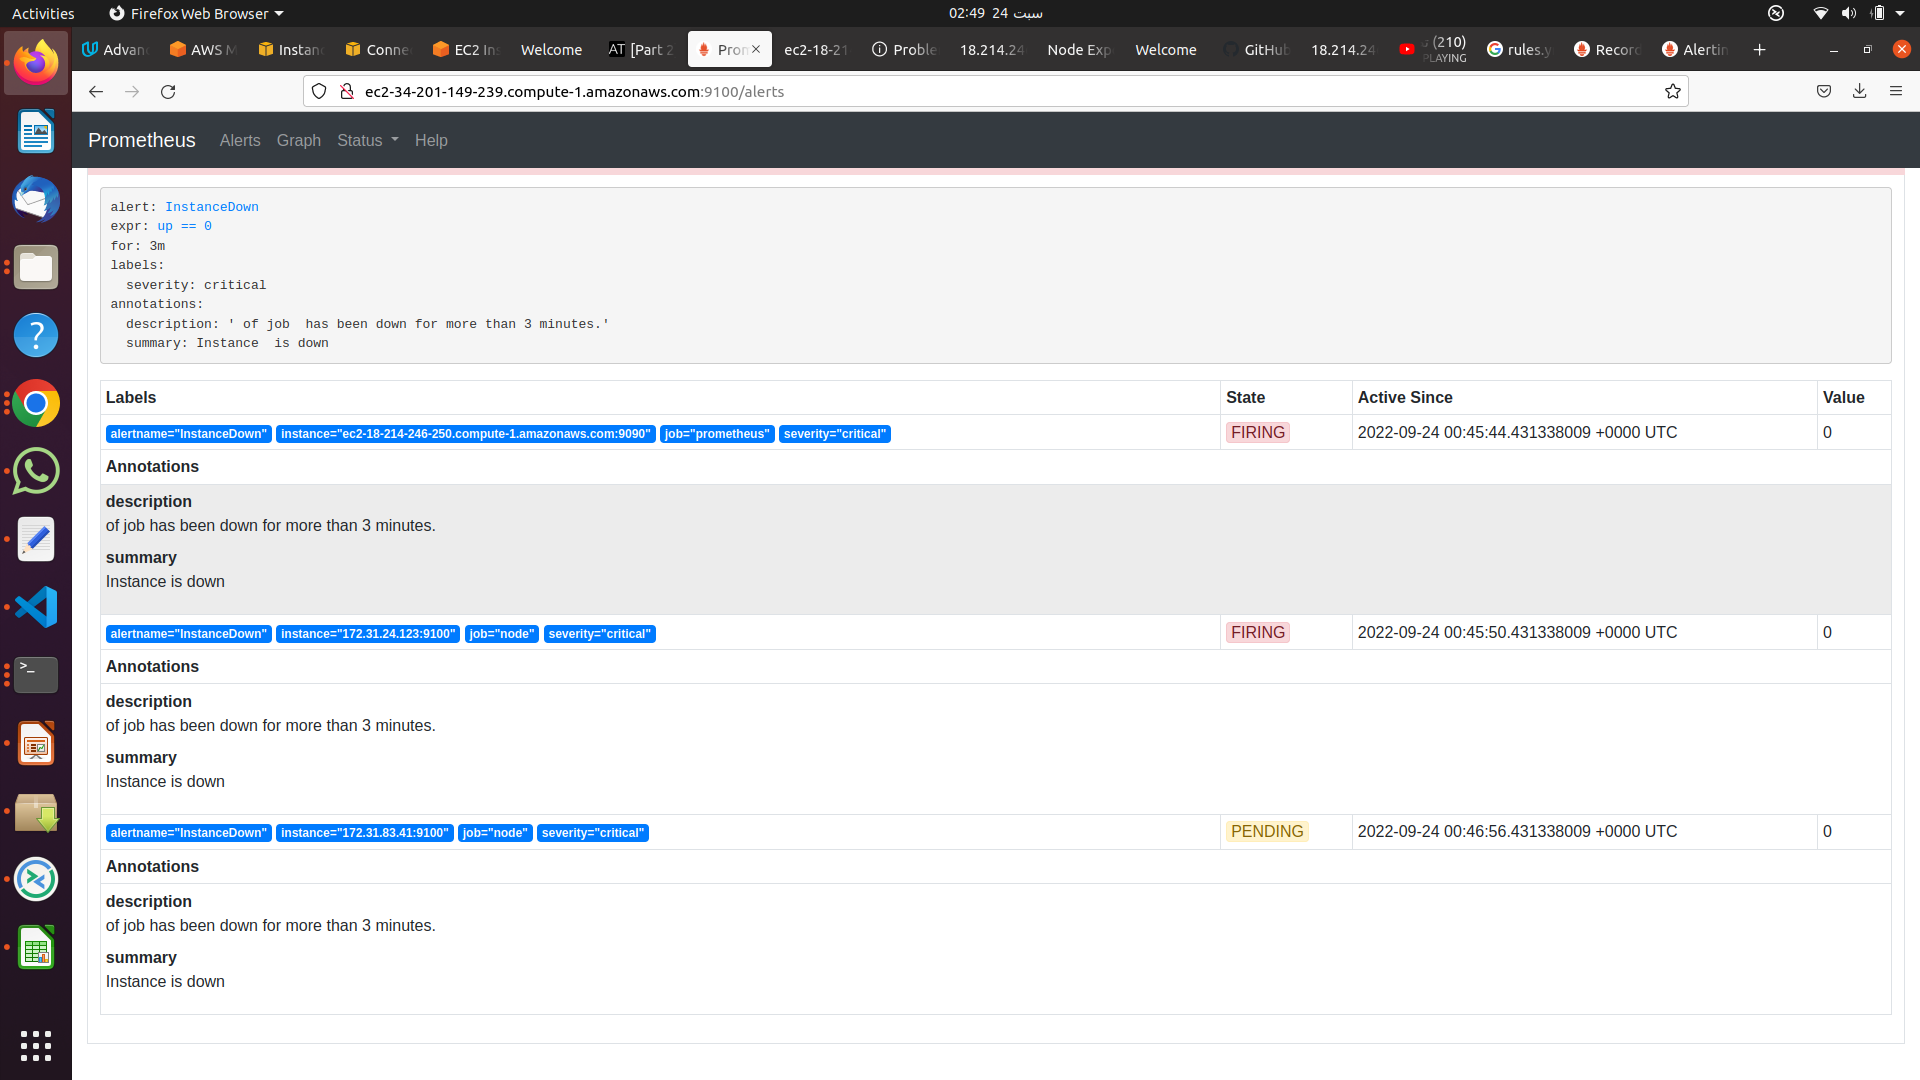 Activities Firefox Web Browser 02:49 24 سبت
Advan AWS M Instan Conne EC2 In Welcome AT [Part 2 Pro ec2-18-21 Proble 18.214.24 Node Exp Welcome GitHub 18.214.24 (210) rules.y Recor Alertin
PLAYING
ec2-34-201-149-239.compute-1.amazonaws.com:9100/alerts
Prometheus Alerts Graph Status Help
alert: InstanceDown
expr: up == 0
for: 3m
labels:
severity: critical
annotations:
description: ' of job  has been down for more than 3 minutes.'
summary: Instance  is down
Labels State Active Since Value
alertname="InstanceDown" instance="ec2-18-214-246-250.compute-1.amazonaws.com:9090" job="prometheus" severity="critical" FIRING 2022-09-24 00:45:44.431338009 +0000 UTC 0
Annotations
description
of job has been down for more than 3 minutes.
summary
Instance is down
alertname="InstanceDown" instance="172.31.24.123:9100" job="node" severity="critical" FIRING 2022-09-24 00:45:50.431338009 +0000 UTC 0
Annotations
description
of job has been down for more than 3 minutes.
summary
Instance is down
alertname="InstanceDown" instance="172.31.83.41:9100" job="node" severity="critical" PENDING 2022-09-24 00:46:56.431338009 +0000 UTC 0
Annotations
description
of job has been down for more than 3 minutes.
summary
Instance is down